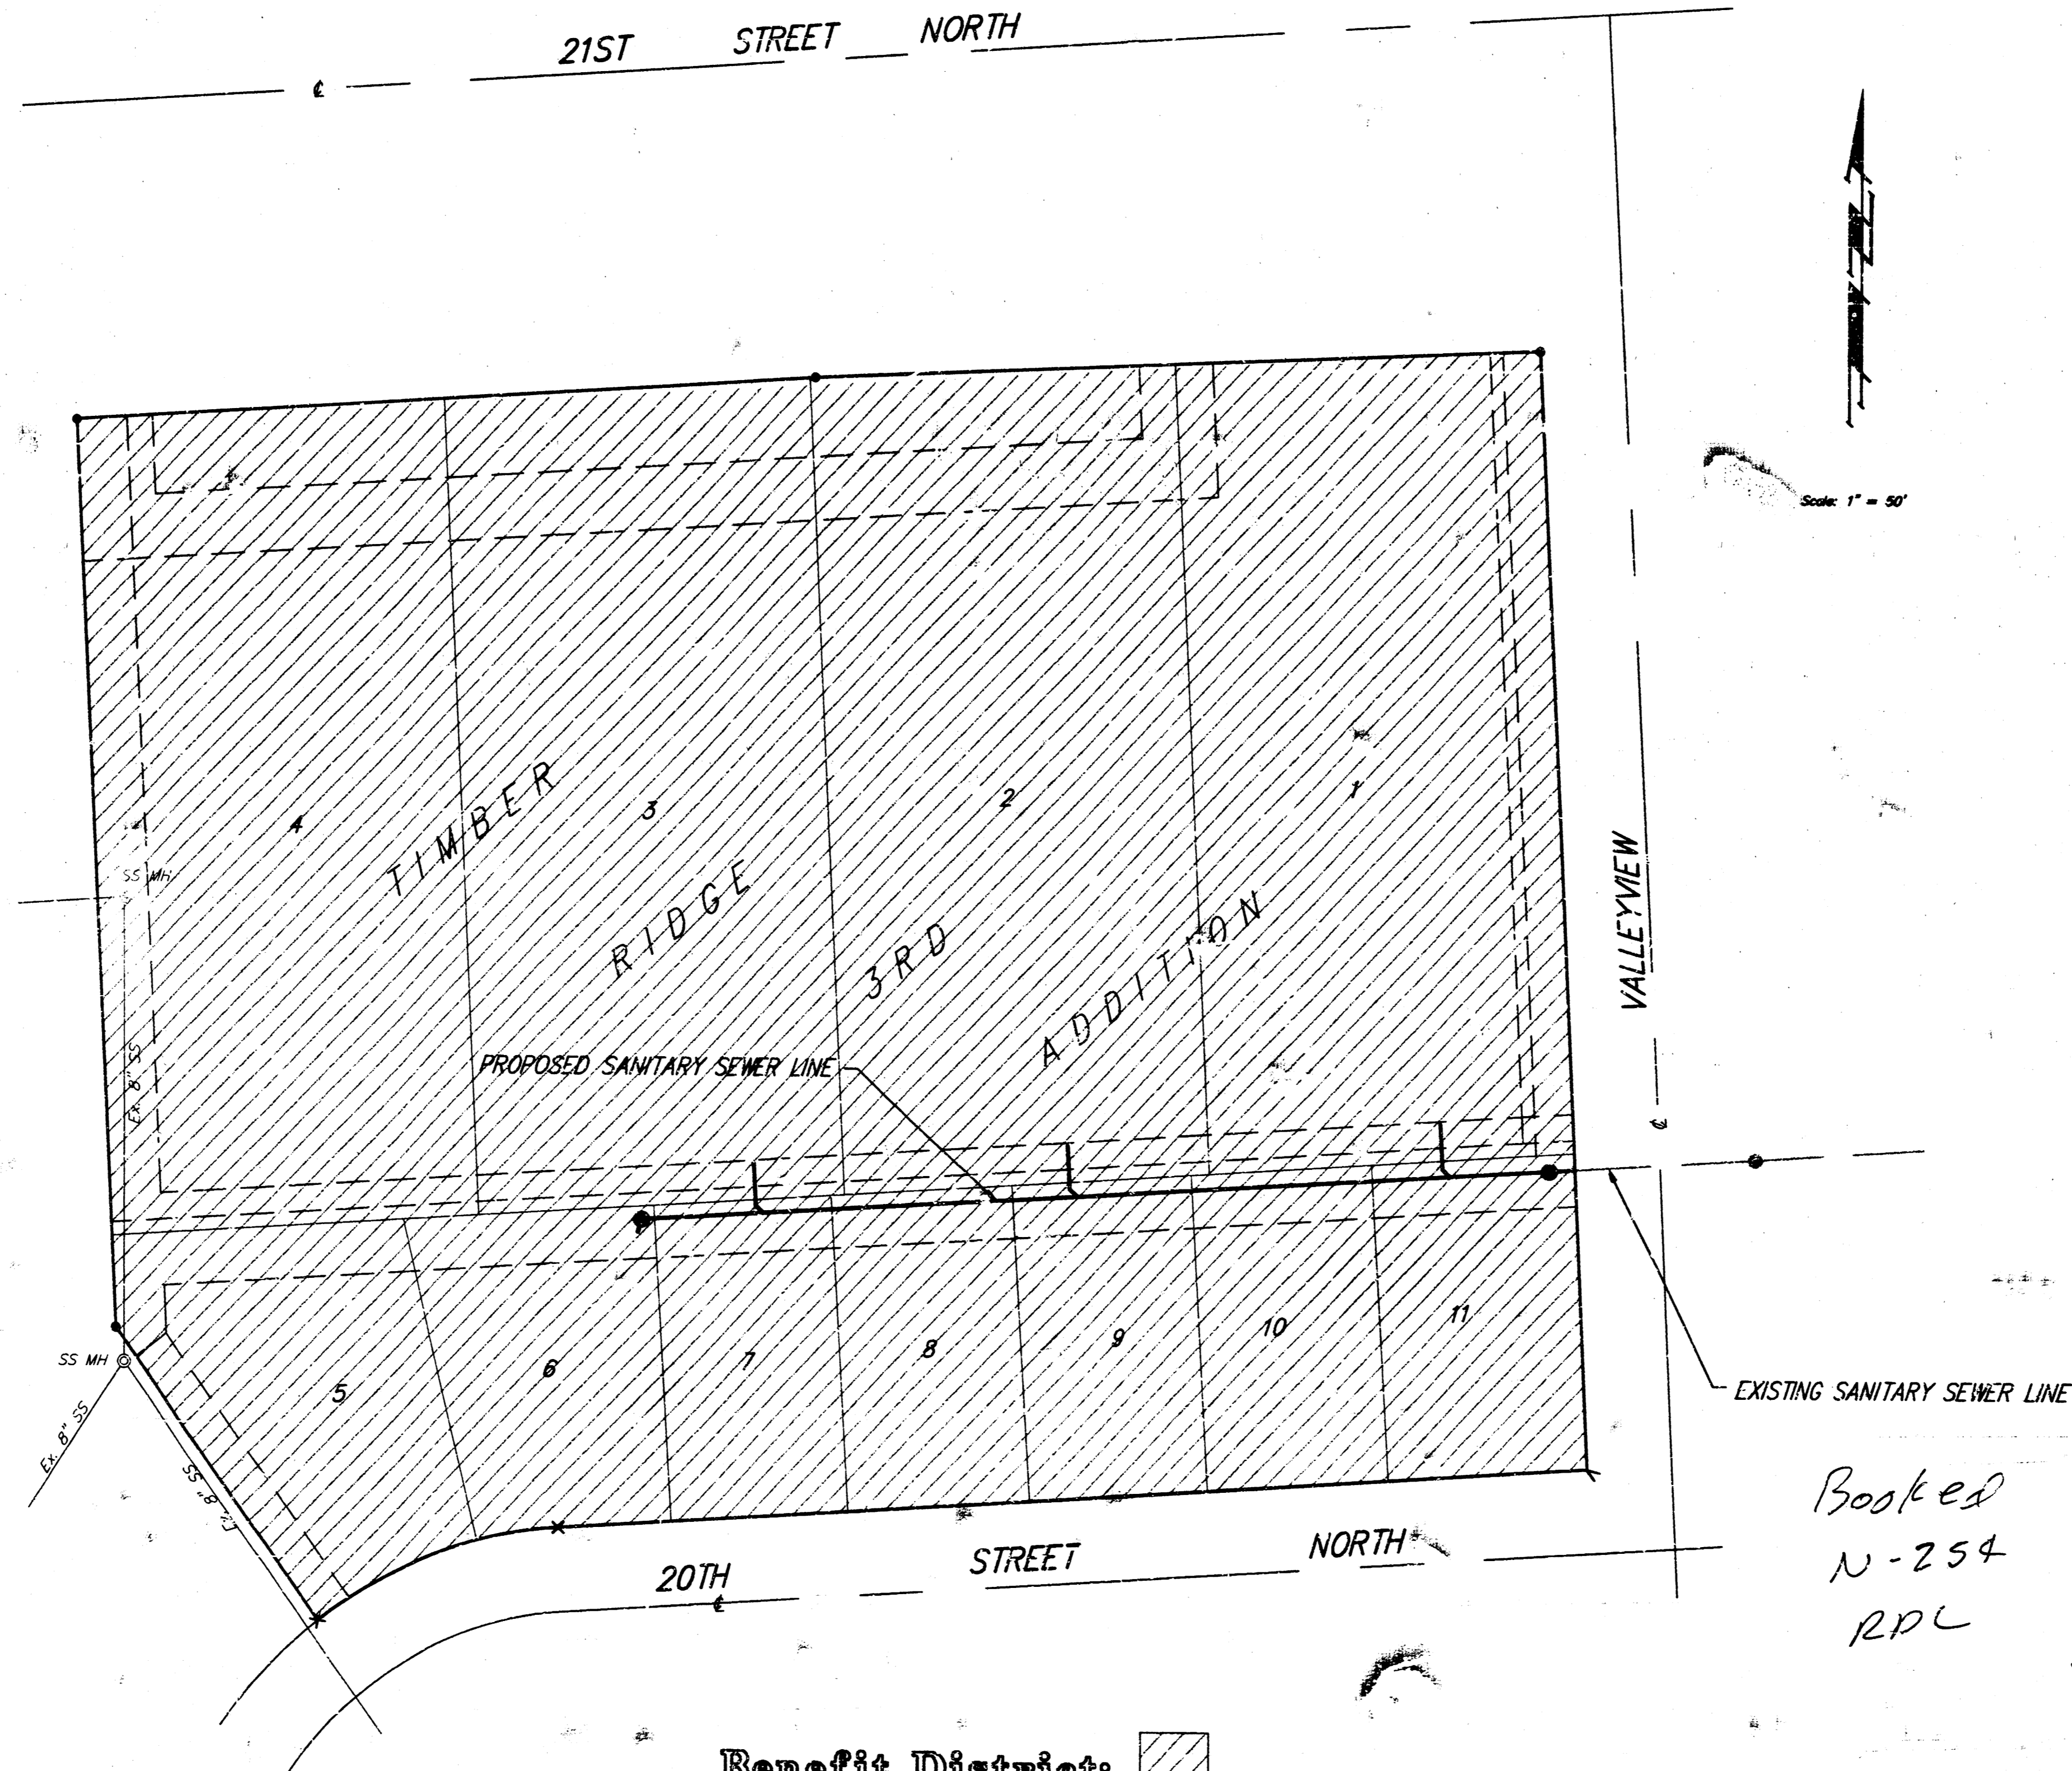 21ST STREET NORTH
℄
Scale: 1" = 50'
4
3
2
1
TIMBER
RIDGE
3RD
ADDITION
VALLEYVIEW
℄
SS MH
Ex. 8" SS
PROPOSED SANITARY SEWER LINE
5
6
7
8
9
10
11
SS MH
Ex. 8" SS
Ex. 8" SS
EXISTING SANITARY SEWER LINE
20TH STREET NORTH
℄
Booked
N-254
RDL
Benefit District: